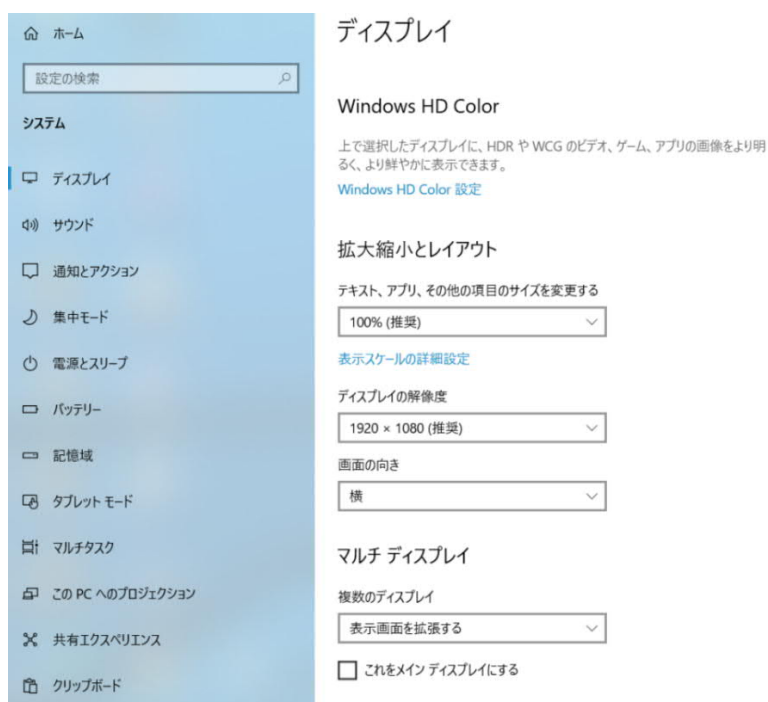 ホーム
設定の検索
システム
ディスプレイ
サウンド
通知とアクション
集中モード
電源とスリープ
バッテリー
記憶域
タブレット モード
マルチタスク
この PC へのプロジェクション
共有エクスペリエンス
クリップボード
ディスプレイ
Windows HD Color
上で選択したディスプレイに、HDR や WCG のビデオ、ゲーム、アプリの画像をより明
るく、より鮮やかに表示できます。
Windows HD Color 設定
拡大縮小とレイアウト
テキスト、アプリ、その他の項目のサイズを変更する
100% (推奨)
表示スケールの詳細設定
ディスプレイの解像度
1920 × 1080 (推奨)
画面の向き
横
マルチ ディスプレイ
複数のディスプレイ
表示画面を拡張する
これをメイン ディスプレイにする